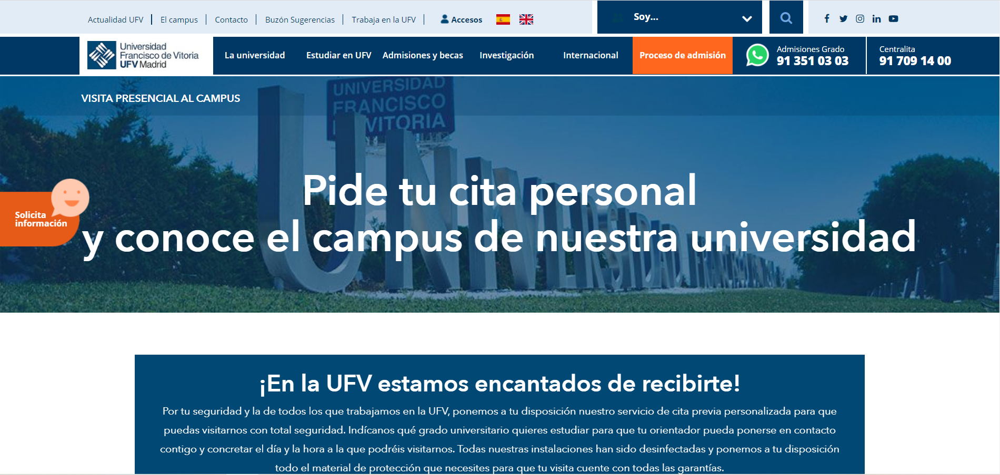 Actualidad UFV
El campus
Contacto
Buzón Sugerencias
Trabaja en la UFV
Accesos
Soy...
Universidad
Francisco de Vitoria
UFV Madrid
La universidad
Estudiar en UFV
Admisiones y becas
Investigación
Internacional
Proceso de admisión
Admisiones Grado
91 351 03 03
Centralita
91 709 14 00
VISITA PRESENCIAL AL CAMPUS
UNIVERSIDAD
FRANCISCO
VITORIA
UNIVERSIDAD
Pide tu cita personal
y conoce el campus de nuestra universidad
Solicita
información
¡En la UFV estamos encantados de recibirte!
Por tu seguridad y la de todos los que trabajamos en la UFV, ponemos a tu disposición nuestro servicio de cita previa personalizada para que
puedas visitarnos con total seguridad. Indícanos qué grado universitario quieres estudiar para que tu orientador pueda ponerse en contacto
contigo y concretar el día y la hora a la que podréis visitarnos. Todas nuestras instalaciones han sido desinfectadas y ponemos a tu disposición
todo el material de protección que necesites para que tu visita cuente con todas las garantías.